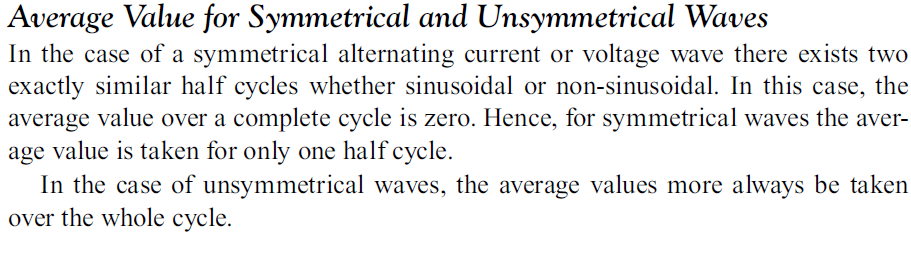 Average Value for Symmetrical and Unsymmetrical Waves
In the case of a symmetrical alternating current or voltage wave there exists two
exactly similar half cycles whether sinusoidal or non-sinusoidal. In this case, the
average value over a complete cycle is zero. Hence, for symmetrical waves the aver-
age value is taken for only one half cycle.
In the case of unsymmetrical waves, the average values more always be taken
over the whole cycle.